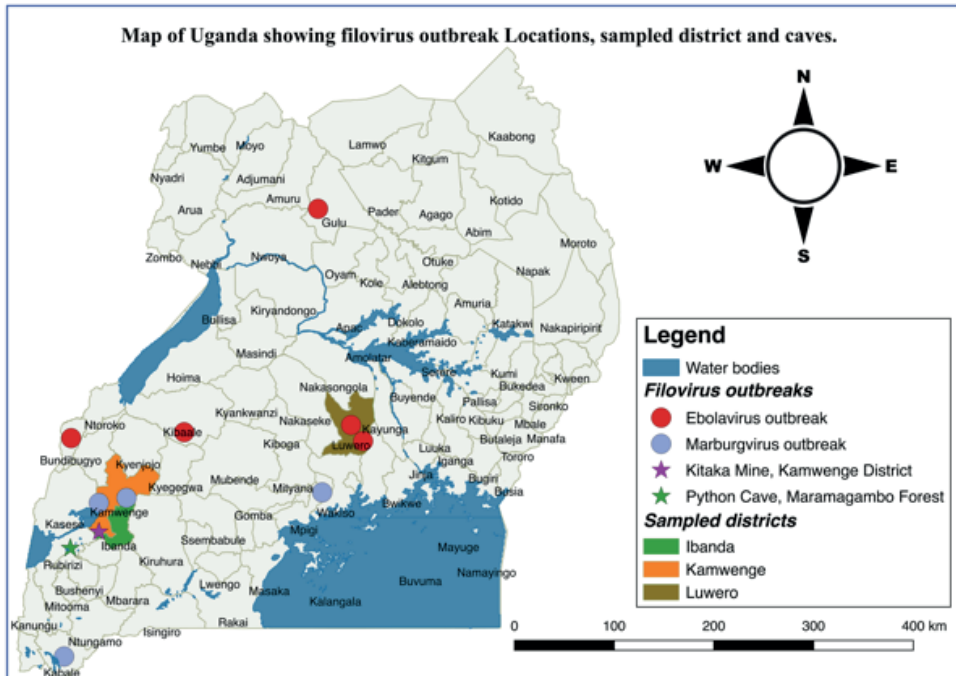 Map of Uganda showing filovirus outbreak Locations, sampled district and caves.
N
W
E
S
Kaabong
Lamwo
Yumbe
Moyo
Kitgum
Nyadri
Adjumani
Kotido
Amuru
Arua
Pader
Agago
Gulu
Abim
Moroto
Zombo
Nebbi
Nwoya
Otuke
Oyam
Napak
Kole
Alebtong
Kiryandongo
Amuria
Bullisa
Apac
Dokolo
Katakwi
Nakapiripirit
Kaberamaido
Masindi
Amolatar
Serere
Kumi
Kween
Hoima
Nakasongola
Bukedea
Buyende
Pallisa
Sironko
Kyankwanzi
Nakaseke
Kayunga
Kaliro
Kibuku
Mbale
Ntoroko
Kibaale
Kiboga
Luwero
Butaleja
Manafa
Bundibugyo
Kyenjojo
Luuka
Iganga
Tororo
Kyegegwa
Mubende
Jinja
Bugiri
Mityana
Busia
Kamwenge
Wakiso
Bwikwe
Kasese
Gomba
Mpigi
Ibanda
Ssembabule
Mayuge
Rubirizi
Kiruhura
Namayingo
Bushenyi
Lwengo
Masaka
Buvuma
Mitooma
Mbarara
Kalangala
Kanungu
Rakai
Isingiro
Ntungamo
Kabale
Legend
Water bodies
Filovirus outbreaks
Ebolavirus outbreak
Marburgvirus outbreak
Kitaka Mine, Kamwenge District
Python Cave, Maramagambo Forest
Sampled districts
Ibanda
Kamwenge
Luwero
0 100 200 300 400 km